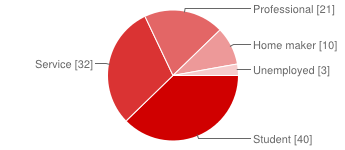 Professional [21]
Home maker [10]
Service [32]
Unemployed [3]
Student [40]